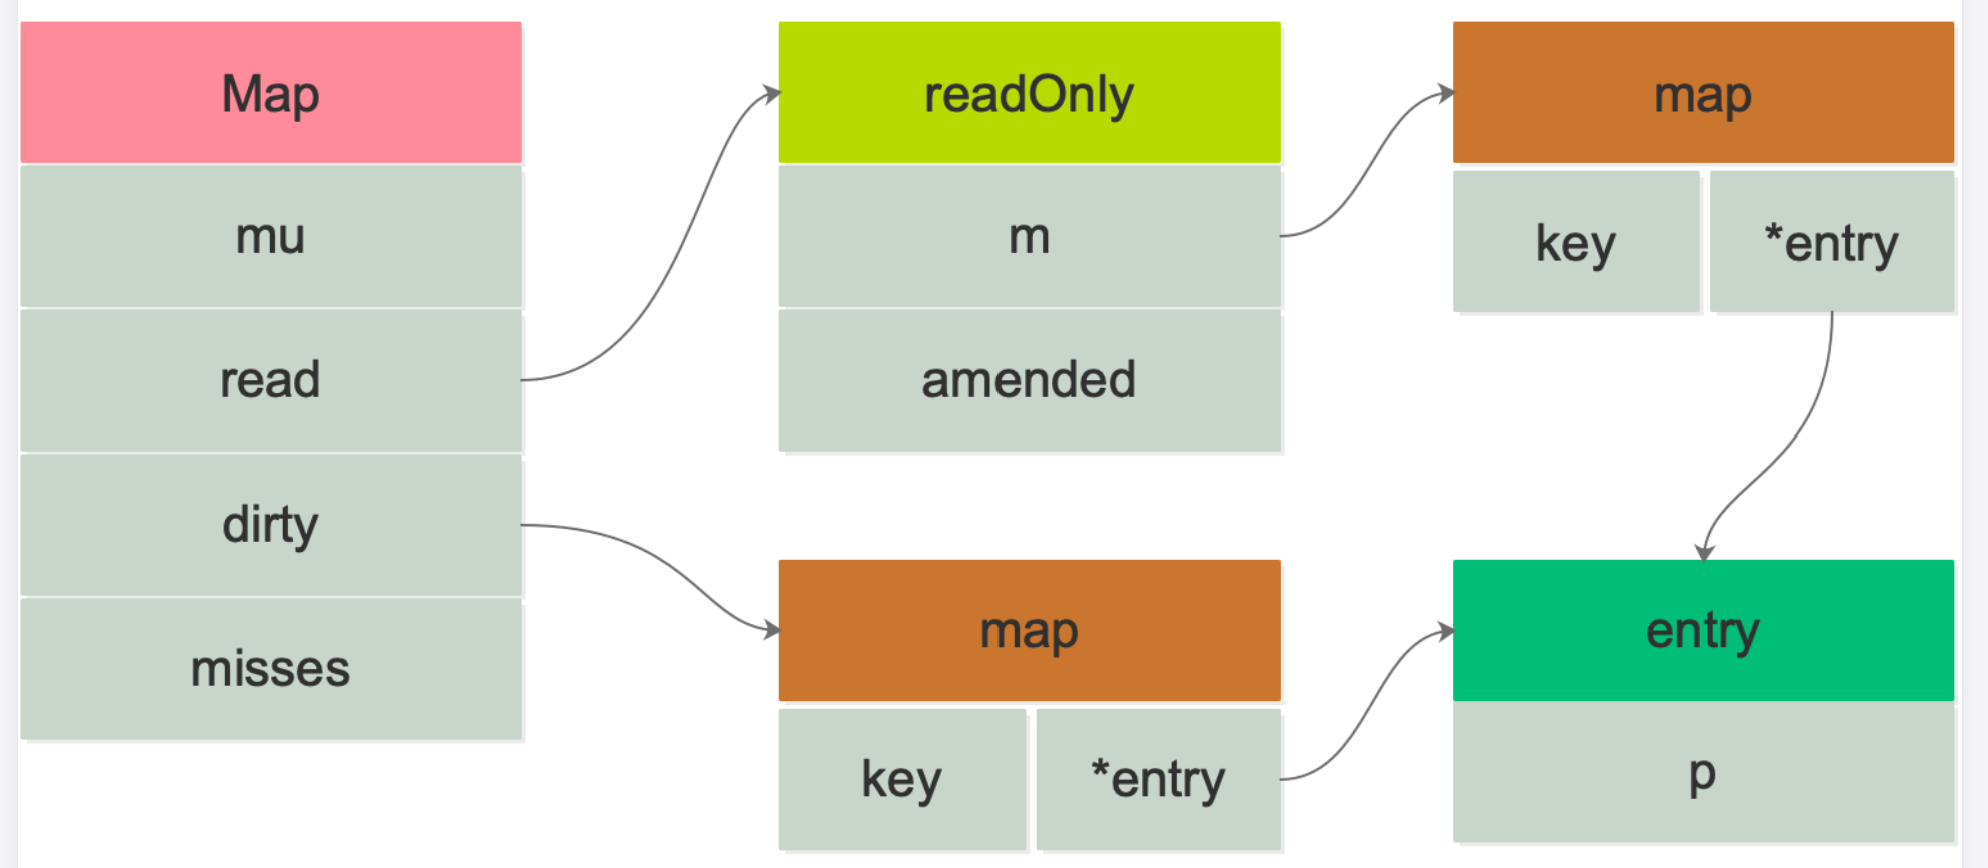 Map
mu
read
dirty
misses
readOnly
m
amended
map
key
*entry
map
key
*entry
entry
p